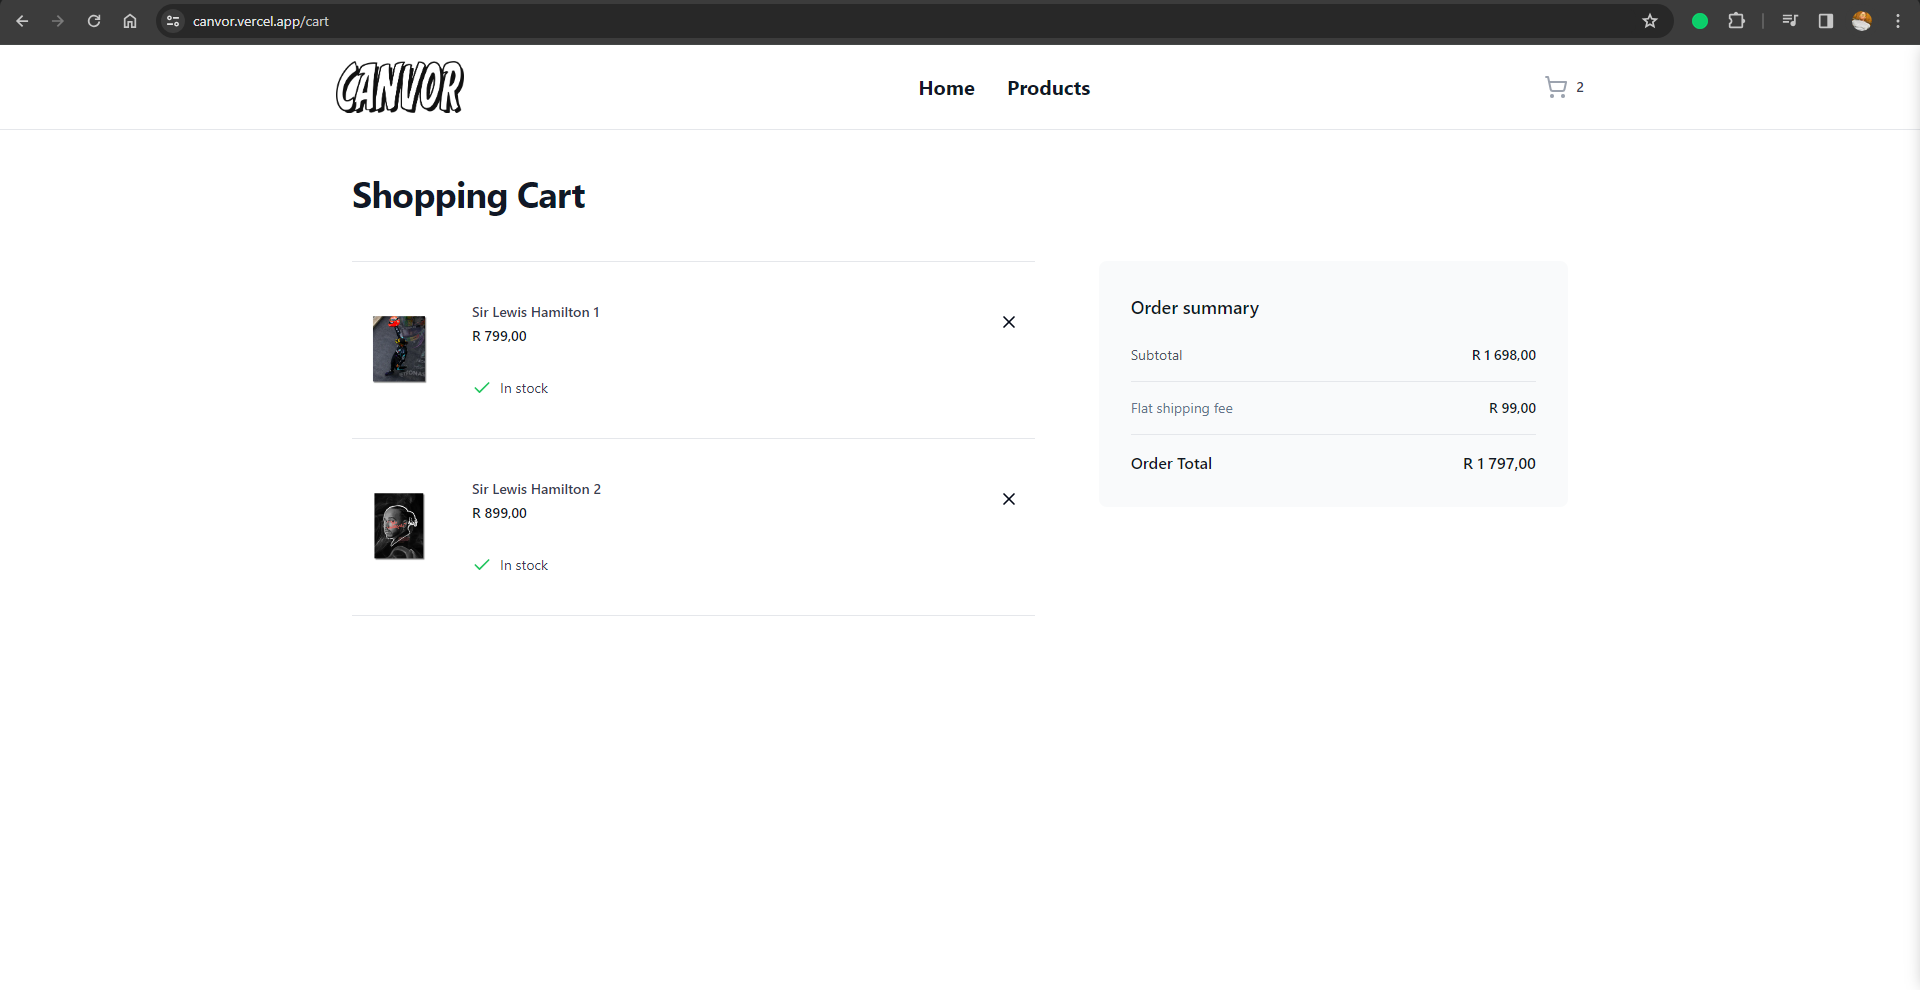 canvor.vercel.app/cart
CANVOR
Home
Products
2
Shopping Cart
Sir Lewis Hamilton 1
R 799,00
In stock
Sir Lewis Hamilton 2
R 899,00
In stock
Order summary
Subtotal
R 1 698,00
Flat shipping fee
R 99,00
Order Total
R 1 797,00